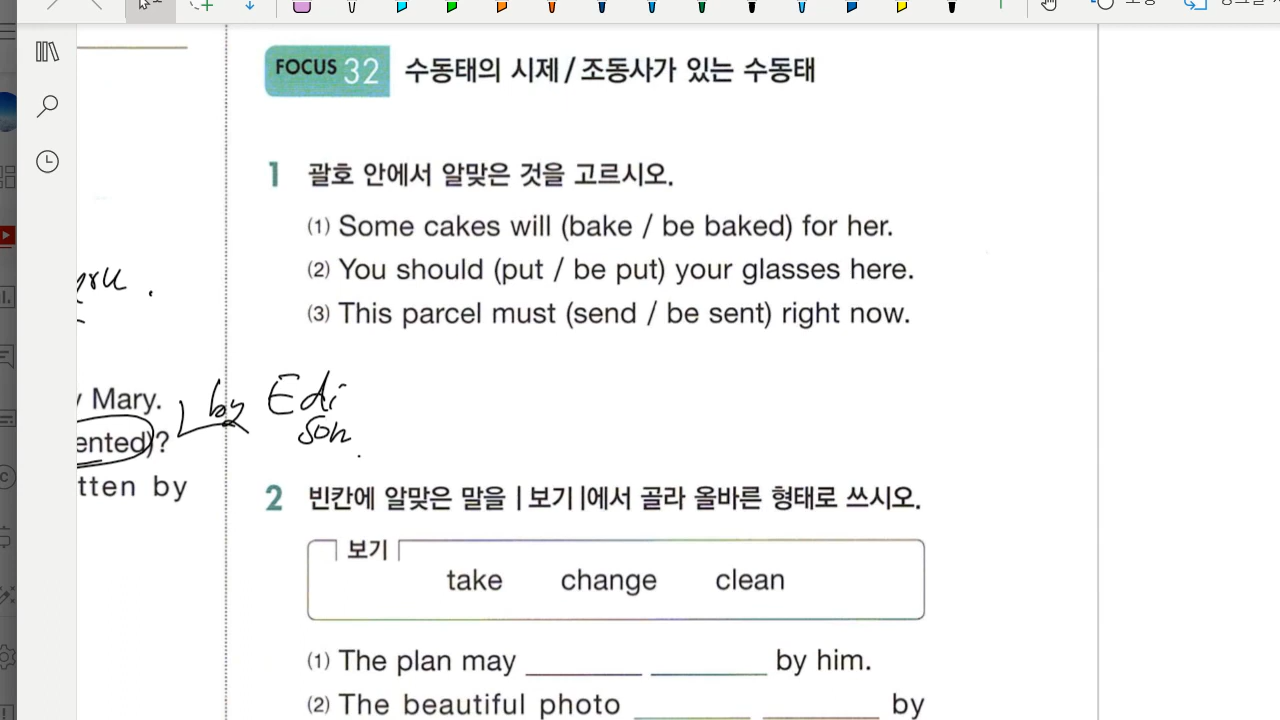 FOCUS 32 수동태의 시제 / 조동사가 있는 수동태
1 괄호 안에서 알맞은 것을 고르시오.
(1) Some cakes will (bake / be baked) for her.
(2) You should (put / be put) your glasses here.
(3) This parcel must (send / be sent) right now.
Mary.
ented)?
tten by
by Edi
son.
2 빈칸에 알맞은 말을 |보기|에서 골라 올바른 형태로 쓰시오.
보기
take change clean
(1) The plan may ________ ________ by him.
(2) The beautiful photo ________ ________ by